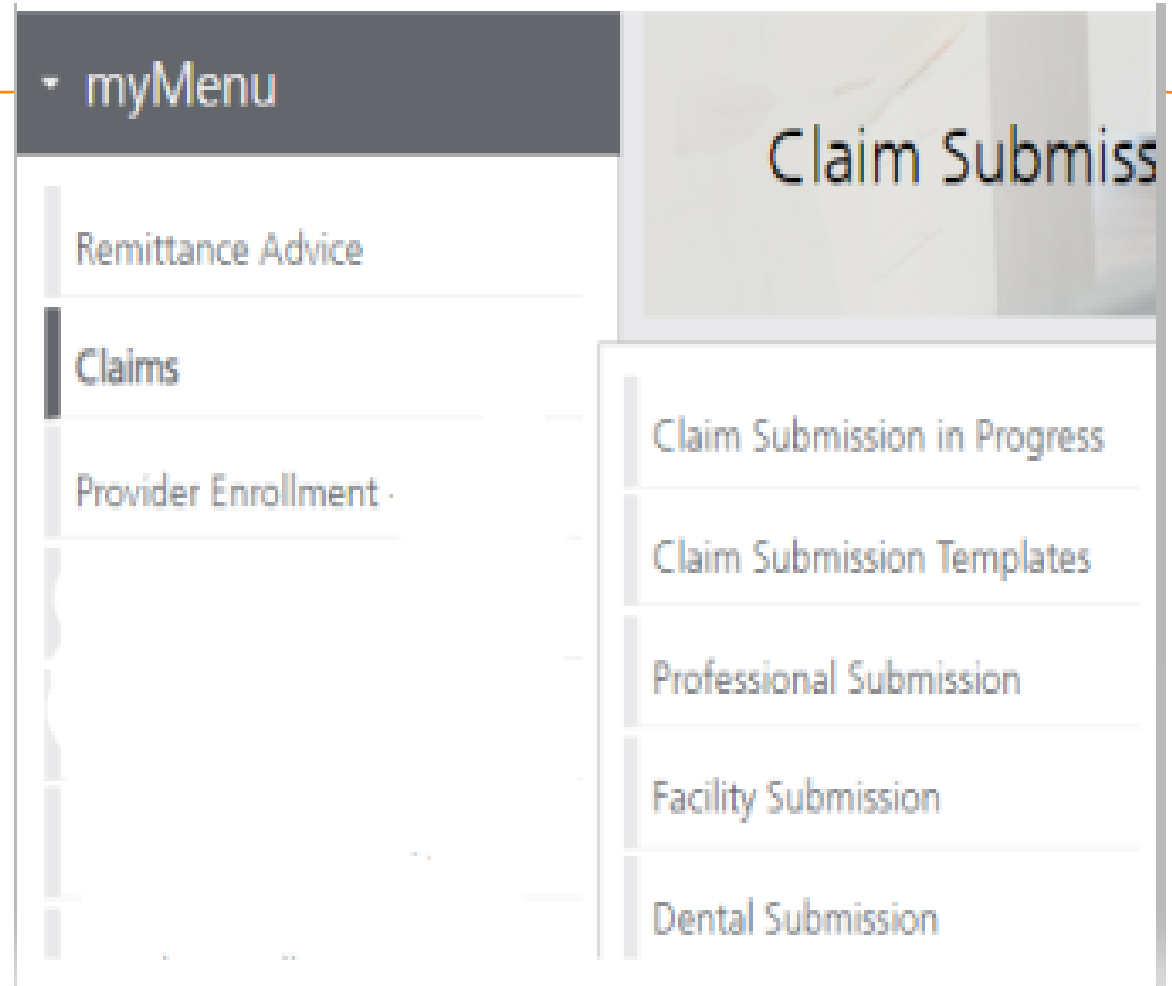 myMenu
Claim Submiss
Remittance Advice
Claims
Provider Enrollment
Claim Submission in Progress
Claim Submission Templates
Professional Submission
Facility Submission
Dental Submission